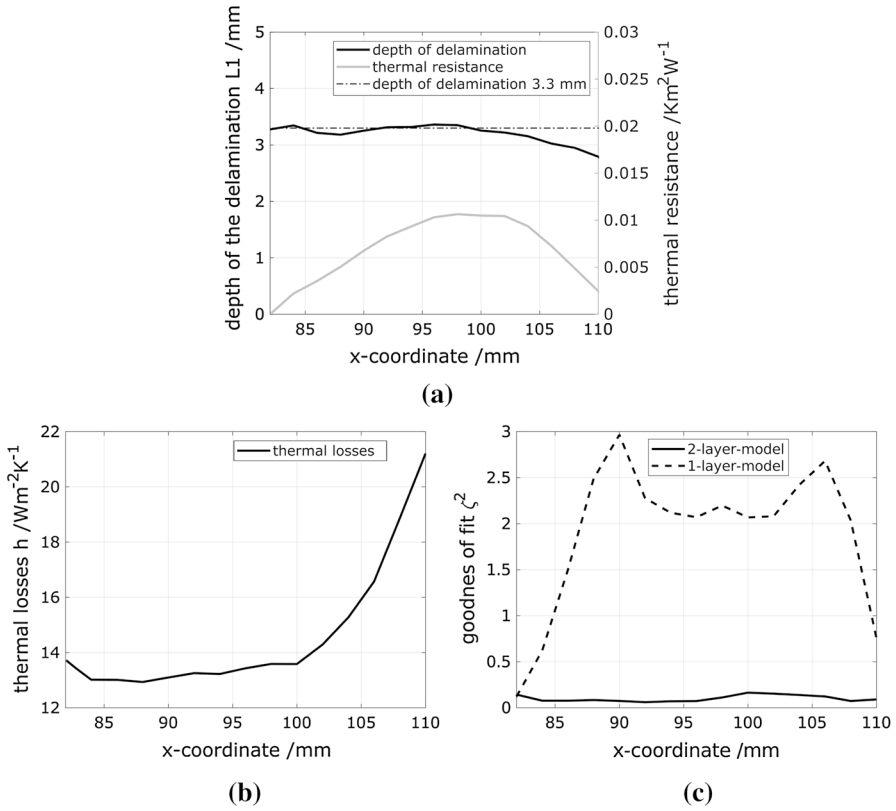 depth of the delamination L1 /mm
5
4
3
2
1
0
depth of delamination
thermal resistance
depth of delamination 3.3 mm
0.03
0.025
0.02
0.015
0.01
0.005
0
thermal resistance /Km²W⁻¹
85 90 95 100 105 110
x-coordinate /mm
(a)
thermal losses h /Wm⁻²K⁻¹
22
20
18
16
14
12
thermal losses
85 90 95 100 105 110
x-coordinate /mm
(b)
goodnes of fit ζ²
3
2.5
2
1.5
1
0.5
0
2-layer-model
1-layer-model
85 90 95 100 105 110
x-coordinate /mm
(c)